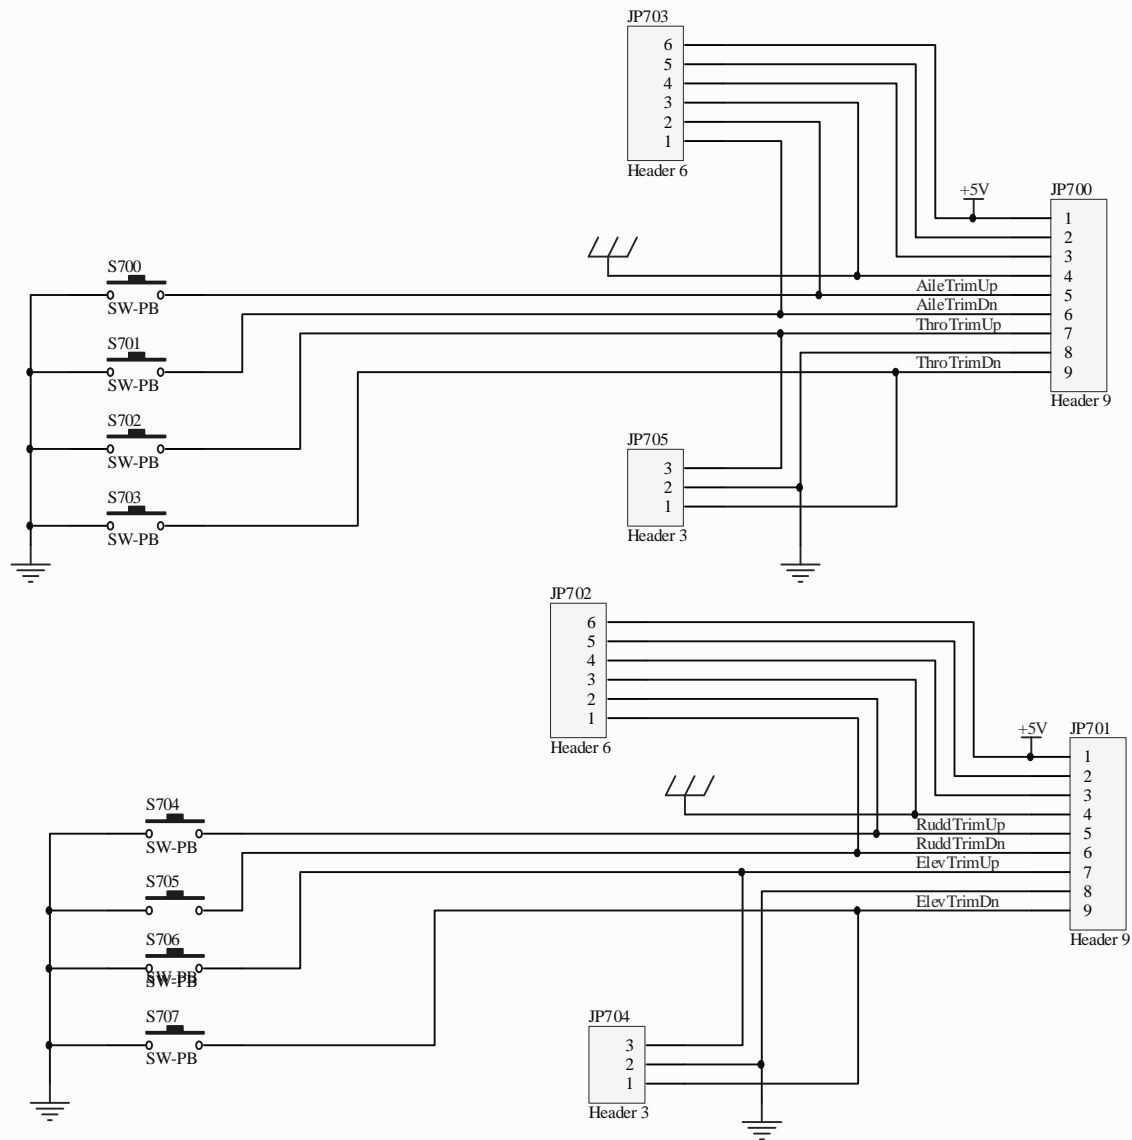 JP703
6
5
4
3
2
1
Header 6
+5V
JP700
1
2
3
4
5
6
7
8
9
Header 9
AileTrimUp
AileTrimDn
ThroTrimUp
ThroTrimDn
S700
SW-PB
S701
SW-PB
S702
SW-PB
S703
SW-PB
JP705
3
2
1
Header 3
JP702
6
5
4
3
2
1
Header 6
+5V
JP701
1
2
3
4
5
6
7
8
9
Header 9
RuddTrimUp
RuddTrimDn
ElevTrimUp
ElevTrimDn
S704
SW-PB
S705
S706
SW-PB
SW-PB
S707
SW-PB
JP704
3
2
1
Header 3